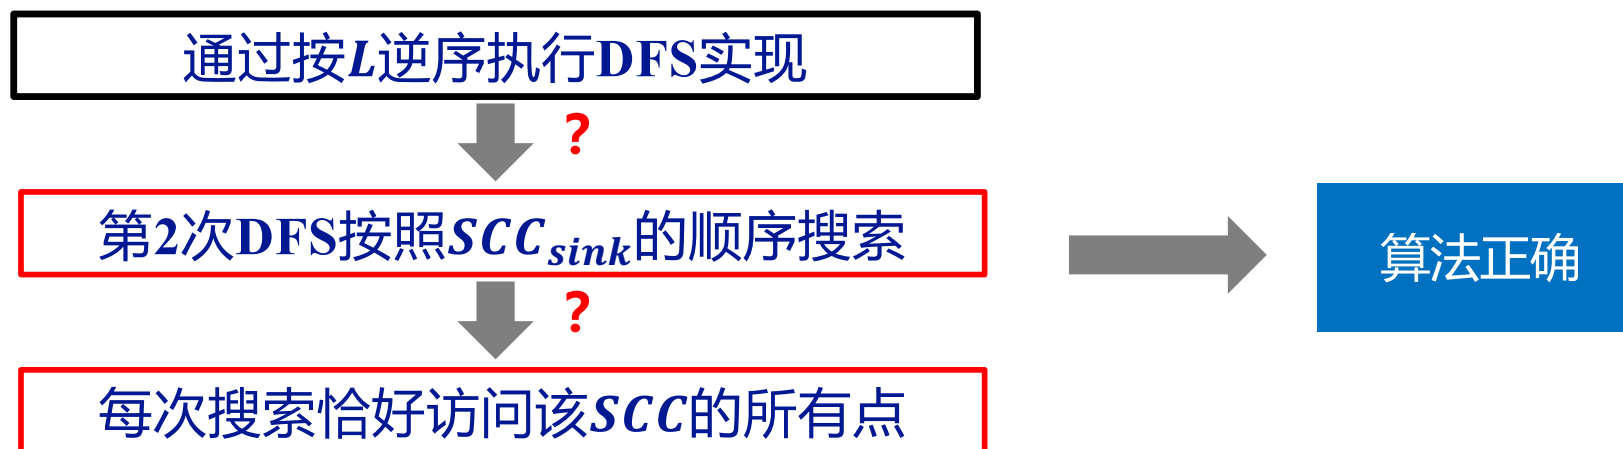 通过按L逆序执行DFS实现
?
第2次DFS按照SCC_sink的顺序搜索
算法正确
?
每次搜索恰好访问该SCC的所有点